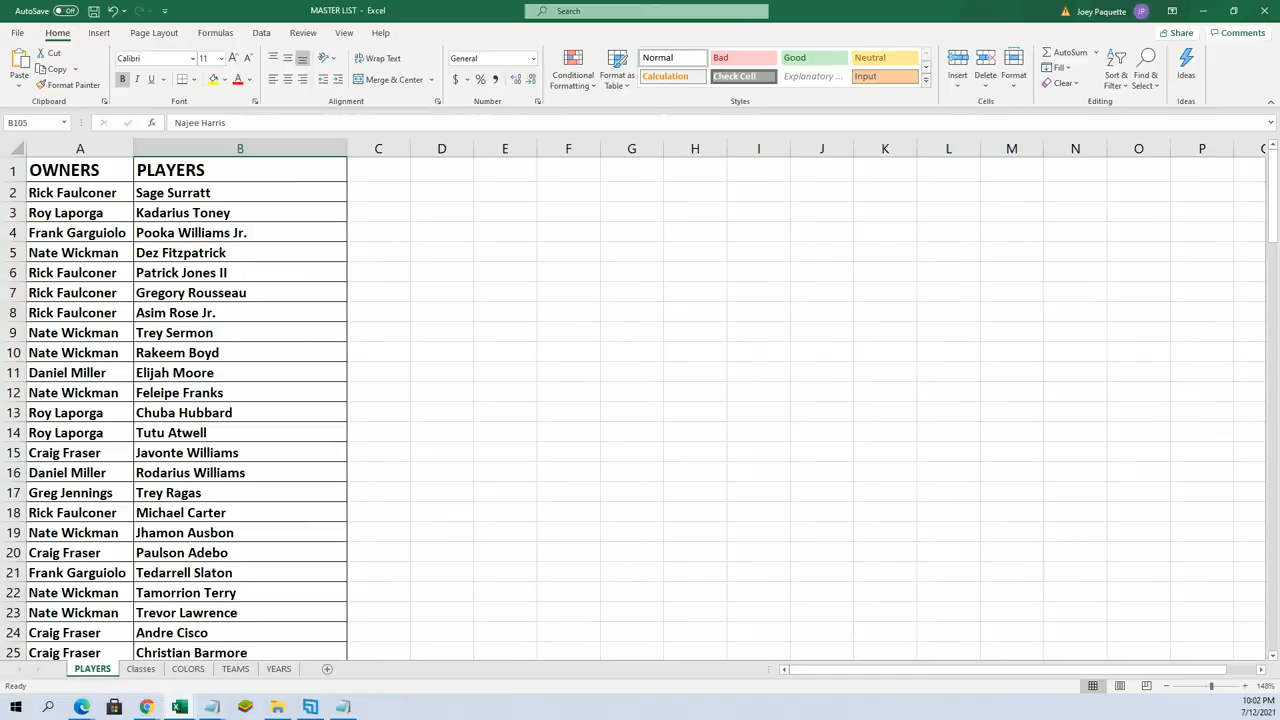 AutoSave Off MASTER LIST - Excel Search Joey Paquette JP
File Home Insert Page Layout Formulas Data Review View Help Share Comments
Paste Cut Copy Format Painter Clipboard
Calibri 11 A A B I U A Font
ab Wrap Text Merge & Center Alignment
General $ % , Number
Conditional Formatting Format as Table
Normal Bad Good Neutral
Calculation Check Cell Explanatory ... Input
Styles
Insert Delete Format Cells
AutoSum Fill Clear Sort & Filter Find & Select Editing
Ideas Ideas
B105 fx Najee Harris
A B C D E F G H I J K L M N O P
1 OWNERS PLAYERS
2 Rick Faulconer Sage Surratt
3 Roy Laporga Kadarius Toney
4 Frank Garguiolo Pooka Williams Jr.
5 Nate Wickman Dez Fitzpatrick
6 Rick Faulconer Patrick Jones II
7 Rick Faulconer Gregory Rousseau
8 Rick Faulconer Asim Rose Jr.
9 Nate Wickman Trey Sermon
10 Nate Wickman Rakeem Boyd
11 Daniel Miller Elijah Moore
12 Nate Wickman Feleipe Franks
13 Roy Laporga Chuba Hubbard
14 Roy Laporga Tutu Atwell
15 Craig Fraser Javonte Williams
16 Daniel Miller Rodarius Williams
17 Greg Jennings Trey Ragas
18 Rick Faulconer Michael Carter
19 Nate Wickman Jhamon Ausbon
20 Craig Fraser Paulson Adebo
21 Frank Garguiolo Tedarrell Slaton
22 Nate Wickman Tamorrion Terry
23 Nate Wickman Trevor Lawrence
24 Craig Fraser Andre Cisco
25 Craig Fraser Christian Barmore
PLAYERS Classes COLORS TEAMS YEARS
Ready 148%
10:02 PM
7/12/2021